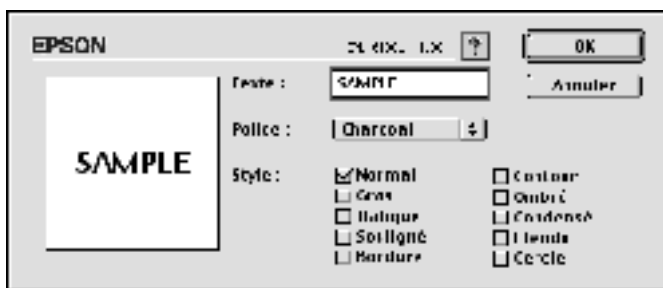 EPSON
OK
Texte :
SAMPLE
Annuler
Police :
Charcoal
SAMPLE
Style :
Normal
Contour
Gras
Ombré
Italique
Condensé
Souligné
Etendu
Bordure
Cercle